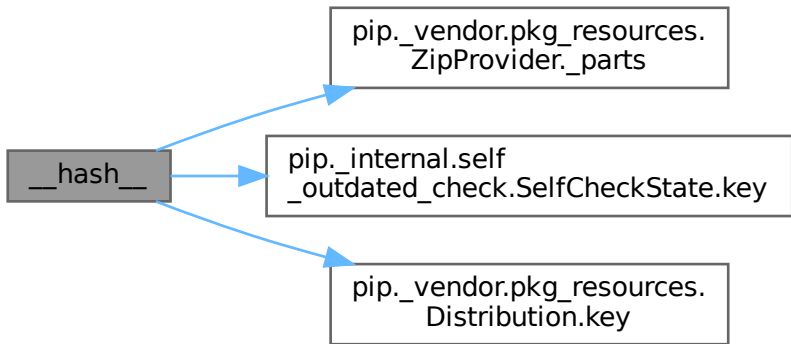 pip._vendor.pkg_resources.
ZipProvider._parts
__hash__
pip._internal.self
_outdated_check.SelfCheckState.key
pip._vendor.pkg_resources.
Distribution.key